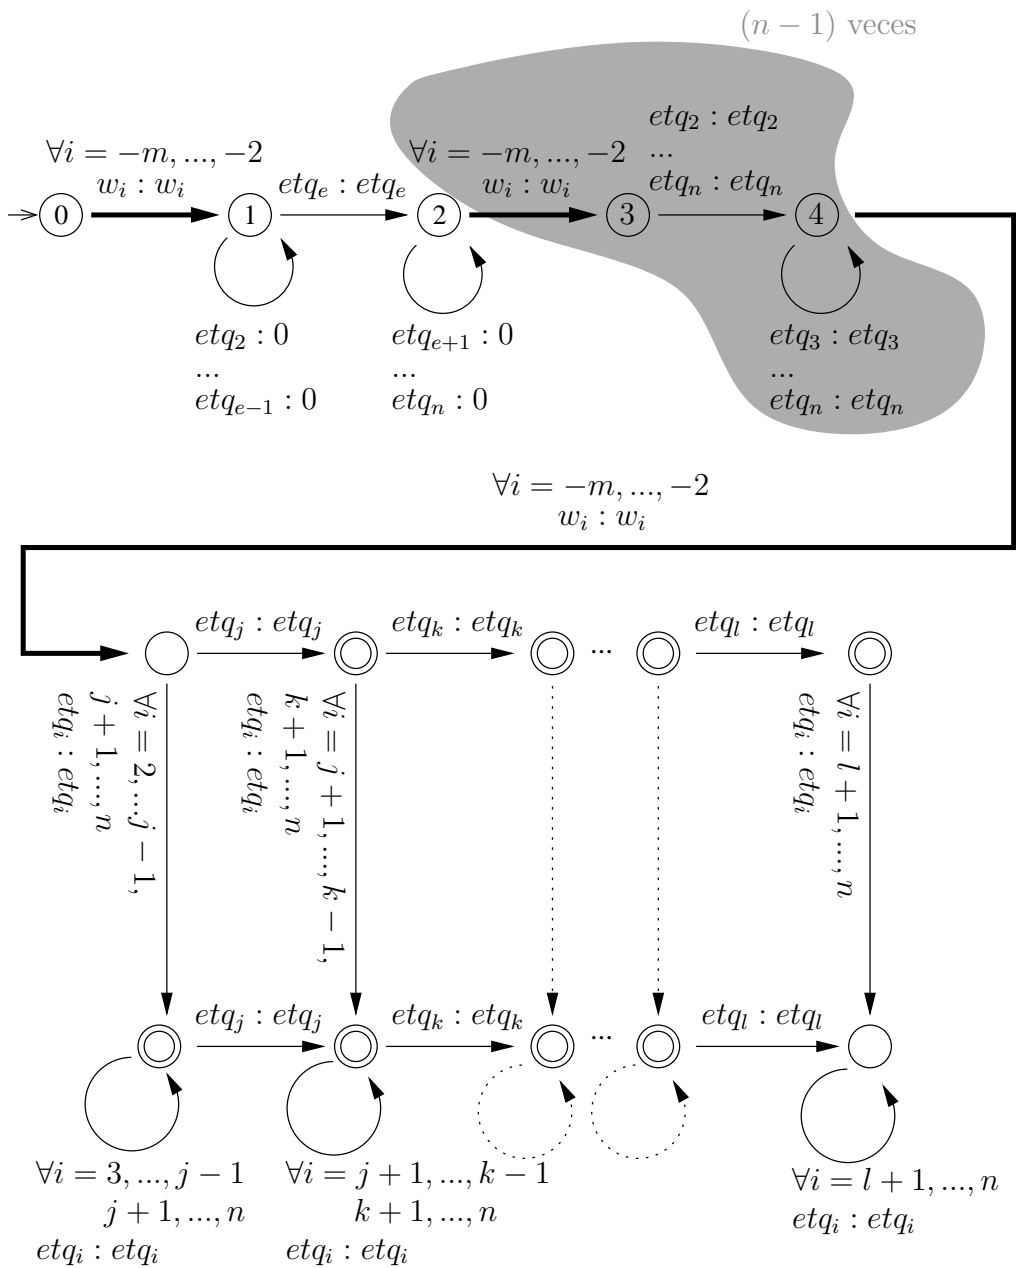 (n − 1) veces
∀i = −m, ..., −2
w_i : w_i
etq_e : etq_e
∀i = −m, ..., −2
w_i : w_i
etq_2 : etq_2
...
etq_n : etq_n
0
1
2
3
4
etq_2 : 0
...
etq_{e−1} : 0
etq_{e+1} : 0
...
etq_n : 0
etq_3 : etq_3
...
etq_n : etq_n
∀i = −m, ..., −2
w_i : w_i
etq_j : etq_j
etq_k : etq_k
...
etq_l : etq_l
∀i = 2, ...j − 1,
j + 1, ..., n
etq_i : etq_i
∀i = j + 1, ..., k − 1,
k + 1, ..., n
etq_i : etq_i
∀i = l + 1, ..., n
etq_i : etq_i
etq_j : etq_j
etq_k : etq_k
...
etq_l : etq_l
∀i = 3, ..., j − 1
j + 1, ..., n
etq_i : etq_i
∀i = j + 1, ..., k − 1
k + 1, ..., n
etq_i : etq_i
∀i = l + 1, ..., n
etq_i : etq_i